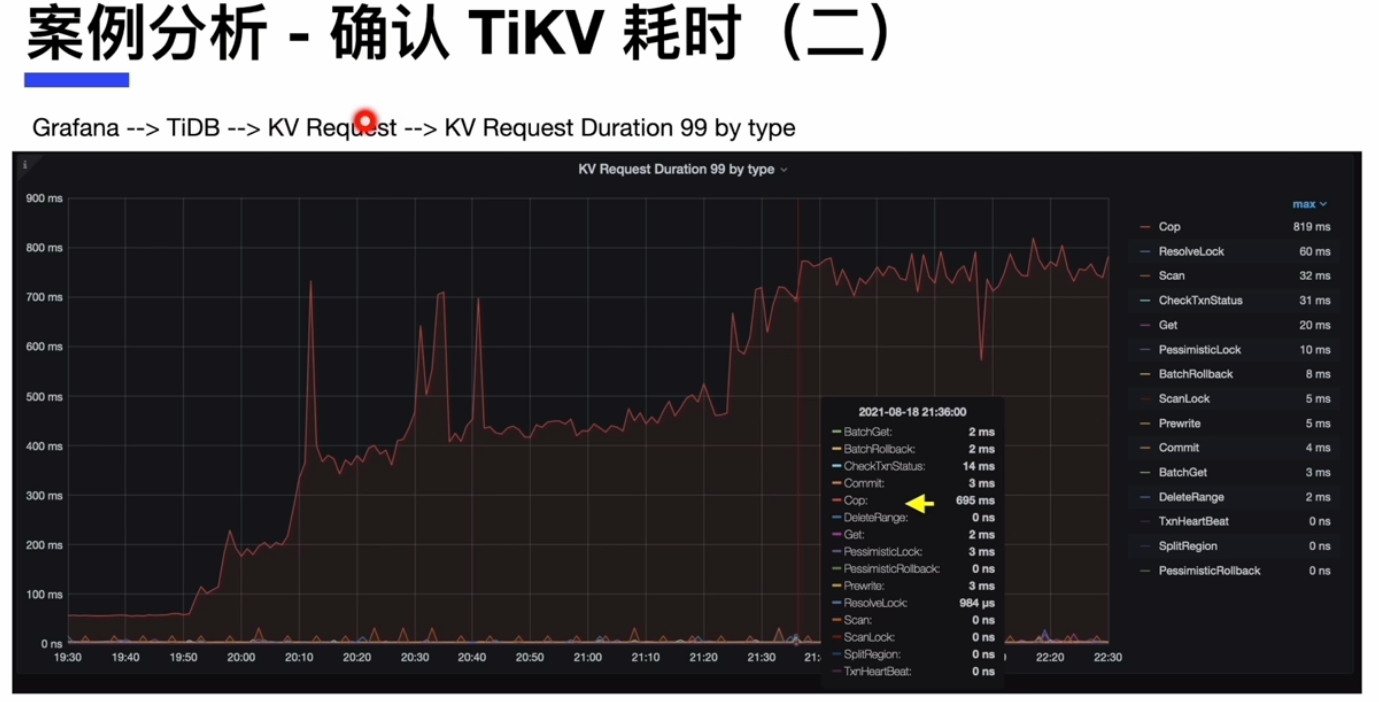 案例分析 - 确认 TiKV 耗时（二）
Grafana --> TiDB --> KV Request --> KV Request Duration 99 by type
i
KV Request Duration 99 by type
900 ms
800 ms
700 ms
600 ms
500 ms
400 ms
300 ms
200 ms
100 ms
0 ns
19:30 19:40 19:50 20:00 20:10 20:20 20:30 20:40 20:50 21:00 21:10 21:20 21:30 21: 22:20 22:30
2021-08-18 21:36:00
BatchGet: 2 ms
BatchRollback: 2 ms
CheckTxnStatus: 14 ms
Commit: 3 ms
Cop: 695 ms
DeleteRange: 0 ns
Get: 2 ms
PessimisticLock: 3 ms
PessimisticRollback: 0 ns
Prewrite: 3 ms
ResolveLock: 984 µs
Scan: 0 ns
ScanLock: 0 ns
SplitRegion: 0 ns
TxnHeartBeat: 0 ns
max
Cop 819 ms
ResolveLock 60 ms
Scan 32 ms
CheckTxnStatus 31 ms
Get 20 ms
PessimisticLock 10 ms
BatchRollback 8 ms
ScanLock 5 ms
Prewrite 5 ms
Commit 4 ms
BatchGet 3 ms
DeleteRange 2 ms
TxnHeartBeat 0 ns
SplitRegion 0 ns
PessimisticRollback 0 ns